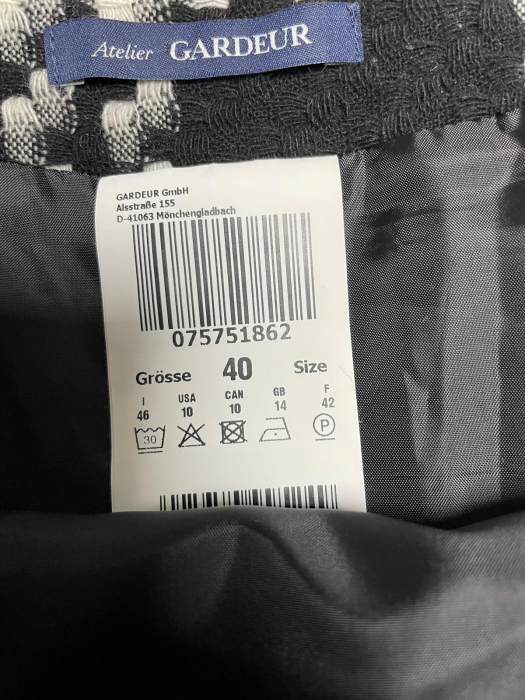 Atelier GARDEUR
GARDEUR GmbH
Alsstraße 155
D-41063 Mönchengladbach
075751862
Grösse 40 Size
I USA CAN GB F
46 10 10 14 42
30 P